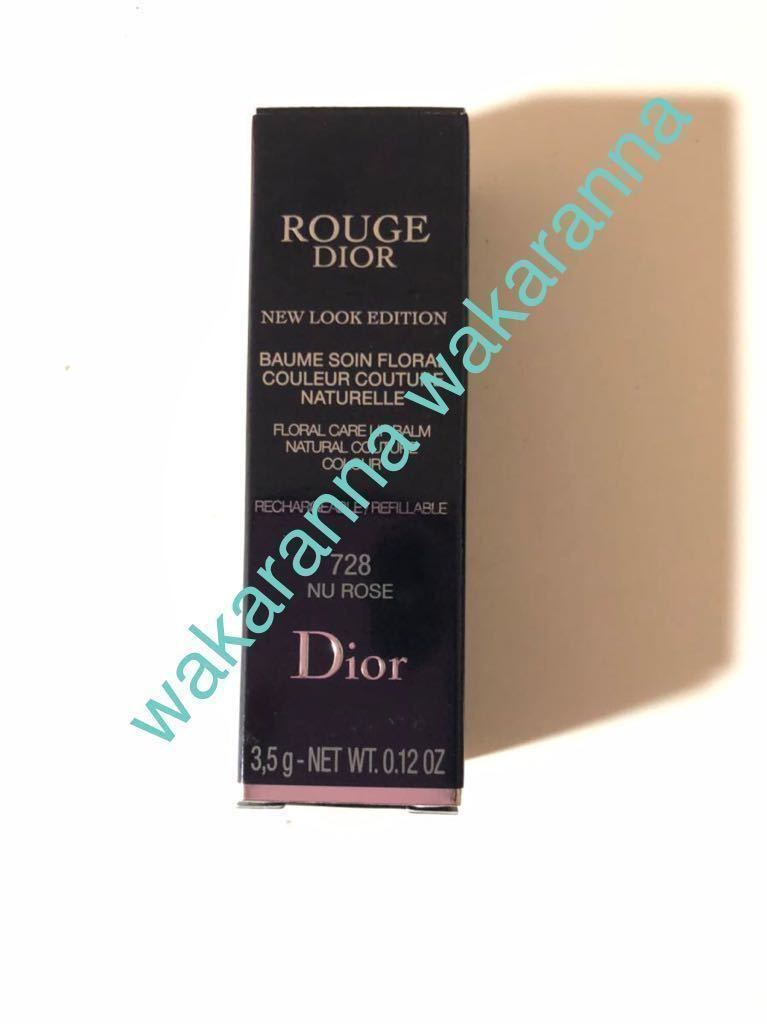 ROUGE
DIOR
NEW LOOK EDITION
BAUME SOIN FLORAL
COULEUR COUTURE
NATURELLE
FLORAL CARE LIP BALM
NATURAL COUTURE
COLOUR
RECHARGEABLE / REFILLABLE
728
NU ROSE
Dior
3,5 g - NET WT. 0.12 OZ
wakaranna wakaranna